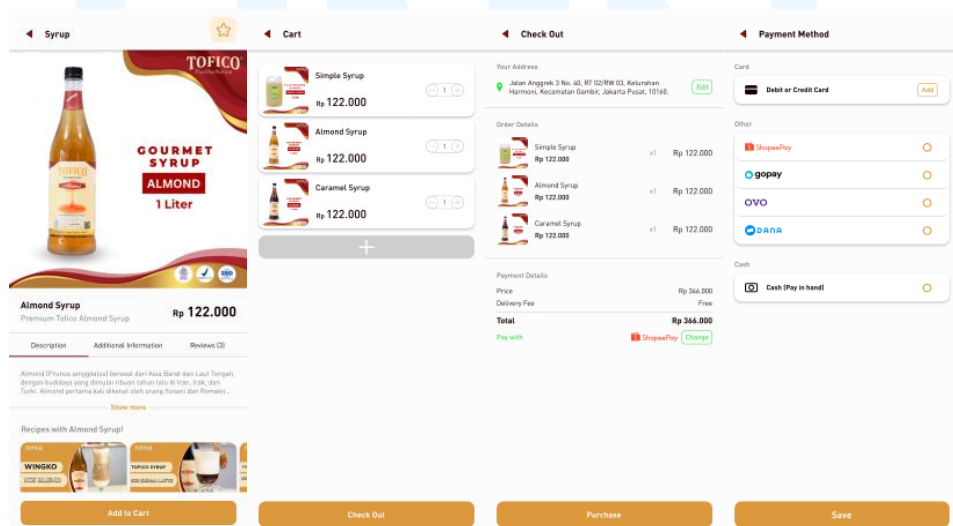 Syrup
TOFICO
GOURMET
SYRUP
ALMOND
1 Liter
Almond Syrup
Premium Tofico Almond Syrup
Rp 122.000
Description
Additional Information
Reviews (3)
Almond (Prunus amygdalus) berasal dari Asia Barat dan Laut Tengah,
dengan budidaya yang dimulai ribuan tahun lalu di Iran, Irak, dan
Turki. Almond pertama kali dikenal oleh orang Yunani dan Romawi...
Show more
Recipes with Almond Syrup!
WINGKO
ICE BLEND
TOFICO SYRUP
Add to Cart
Cart
Simple Syrup
Rp 122.000
1
Almond Syrup
Rp 122.000
1
Caramel Syrup
Rp 122.000
1
Check Out
Check Out
Your Address
Jalan Anggrek 3 No. 60, RT 02/RW 03, Kelurahan
Harmoni, Kecamatan Gambir, Jakarta Pusat, 10160.
Edit
Order Details
Simple Syrup
Rp 122.000
x1 Rp 122.000
Almond Syrup
Rp 122.000
x1 Rp 122.000
Caramel Syrup
Rp 122.000
x1 Rp 122.000
Payment Details
Price Rp 366.000
Delivery Fee Free
Total Rp 366.000
Pay with ShopeePay Change
Purchase
Payment Method
Card
Debit or Credit Card Add
Other
ShopeePay
gopay
OVO
DANA
Cash
Cash (Pay in hand)
Save